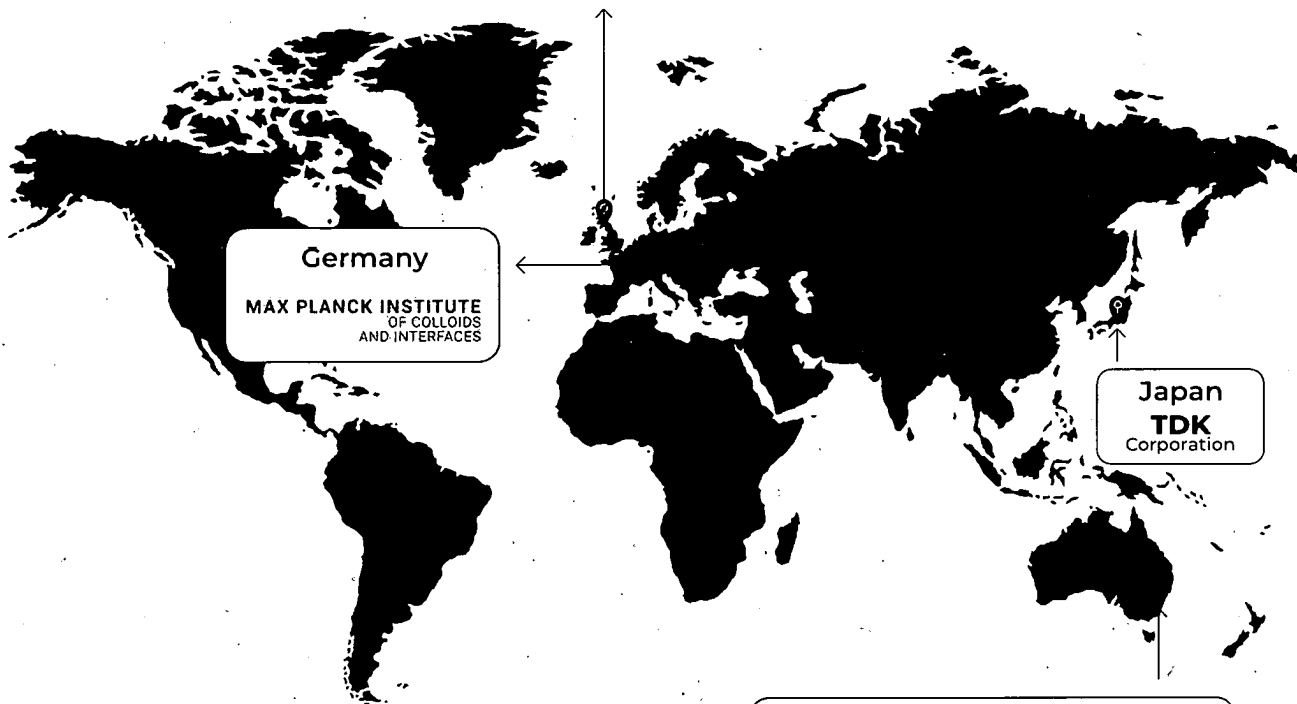 Germany
MAX PLANCK INSTITUTE
OF COLLOIDS
AND INTERFACES
Japan
TDK
Corporation